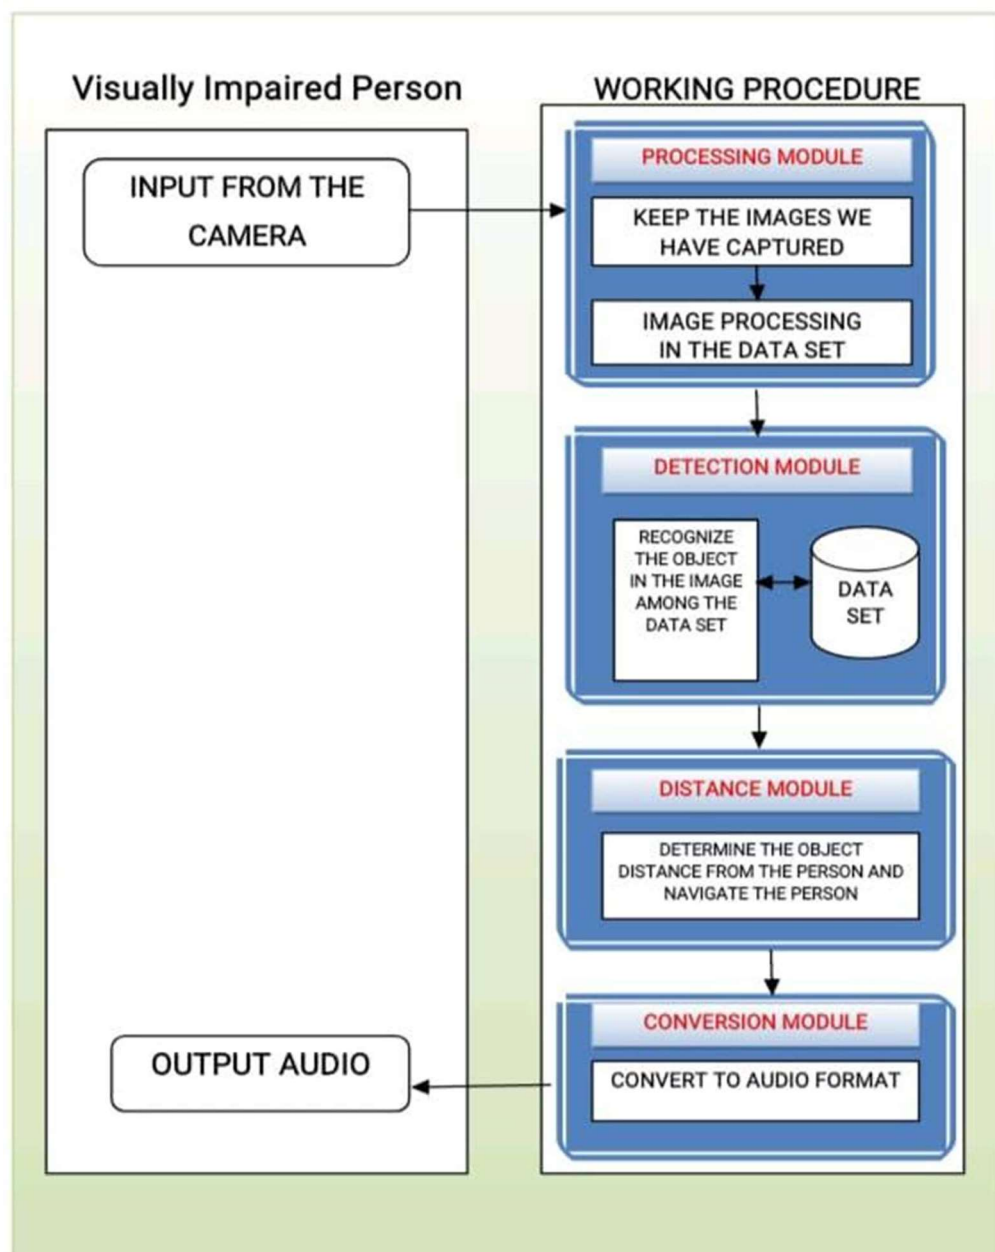 Visually Impaired Person
WORKING PROCEDURE
INPUT FROM THE
CAMERA
PROCESSING MODULE
KEEP THE IMAGES WE
HAVE CAPTURED
IMAGE PROCESSING
IN THE DATA SET
DETECTION MODULE
RECOGNIZE
THE OBJECT
IN THE IMAGE
AMONG THE
DATA SET
DATA
SET
DISTANCE MODULE
DETERMINE THE OBJECT
DISTANCE FROM THE PERSON AND
NAVIGATE THE PERSON
CONVERSION MODULE
CONVERT TO AUDIO FORMAT
OUTPUT AUDIO